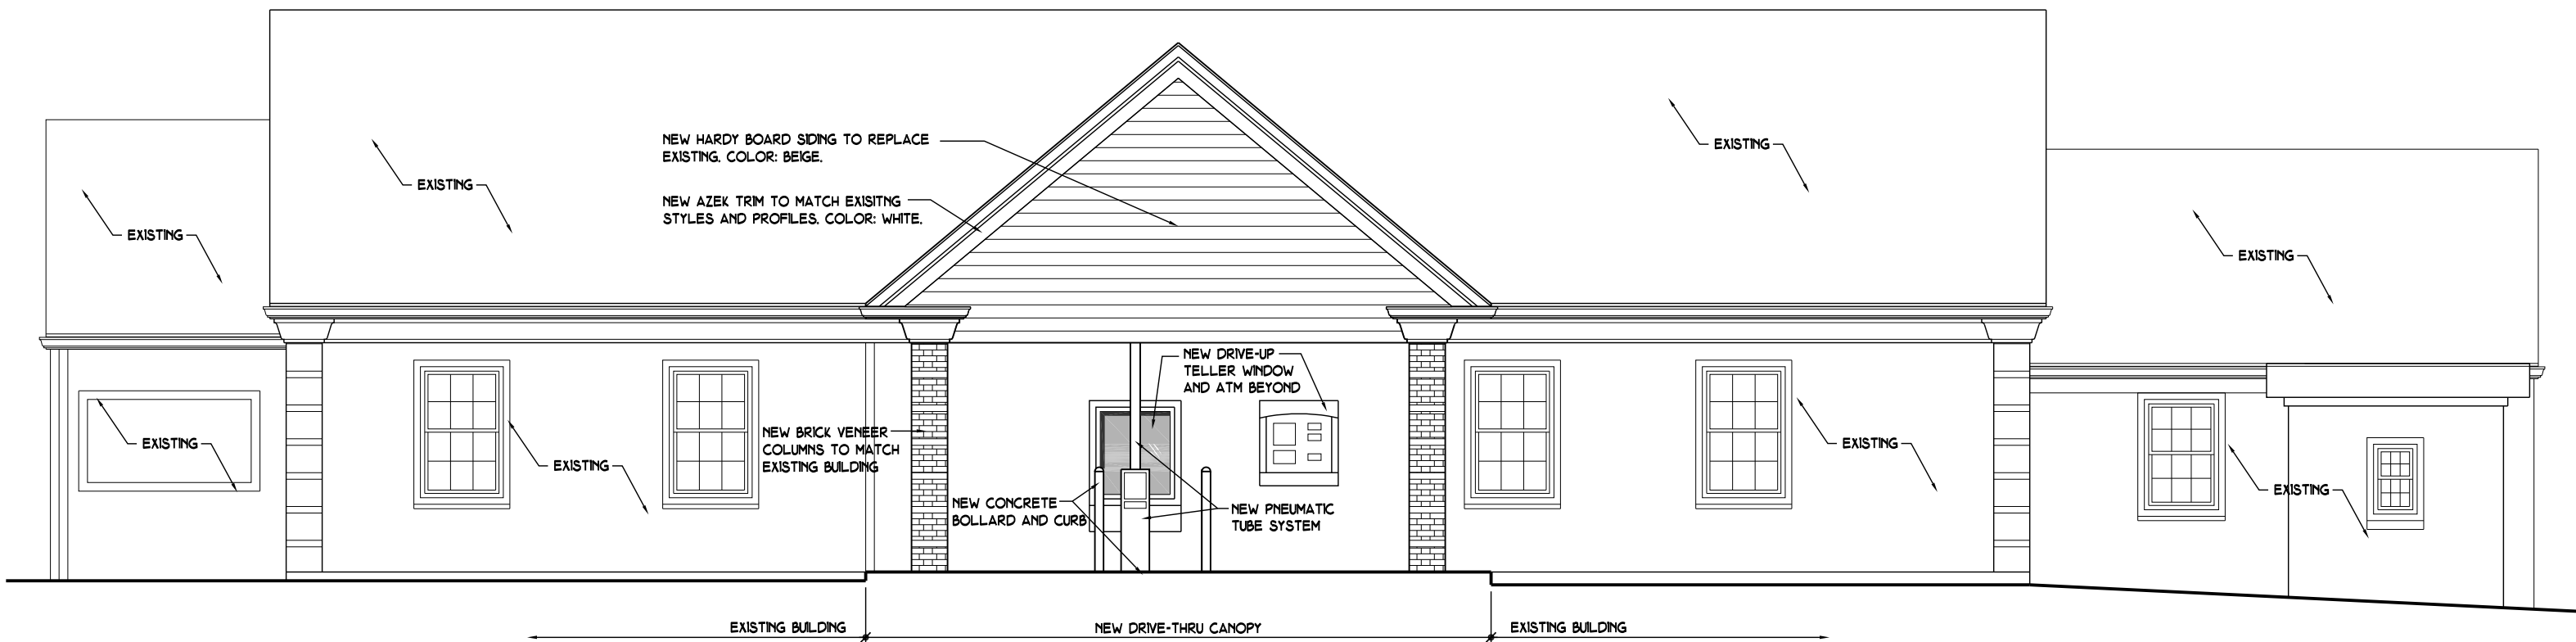 NEW HARDY BOARD SIDING TO REPLACE
EXISTING. COLOR: BEIGE.
EXISTING
EXISTING
NEW AZEK TRIM TO MATCH EXISITNG
STYLES AND PROFILES. COLOR: WHITE.
EXISTING
EXISTING
NEW DRIVE-UP
TELLER WINDOW
AND ATM BEYOND
NEW BRICK VENEER
COLUMNS TO MATCH
EXISTING BUILDING
EXISTING
EXISTING
EXISTING
EXISTING
NEW CONCRETE
BOLLARD AND CURB
NEW PNEUMATIC
TUBE SYSTEM
EXISTING BUILDING
NEW DRIVE-THRU CANOPY
EXISTING BUILDING